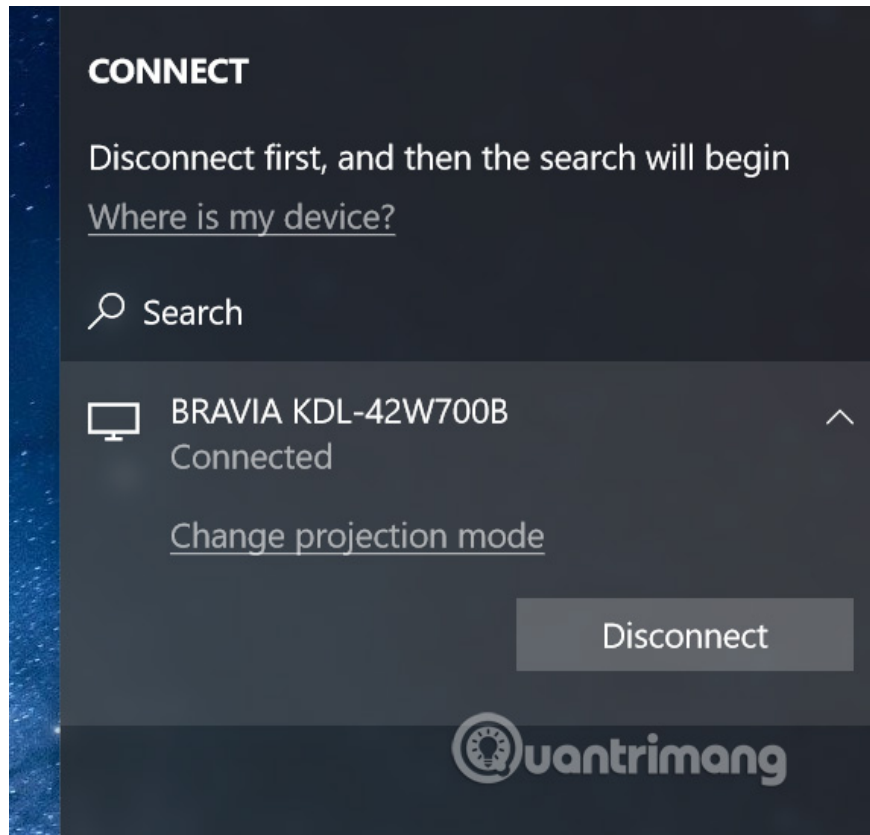 CONNECT
Disconnect first, and then the search will begin
Where is my device?
Search
BRAVIA KDL-42W700B
Connected
Change projection mode
Disconnect
Quantrimang